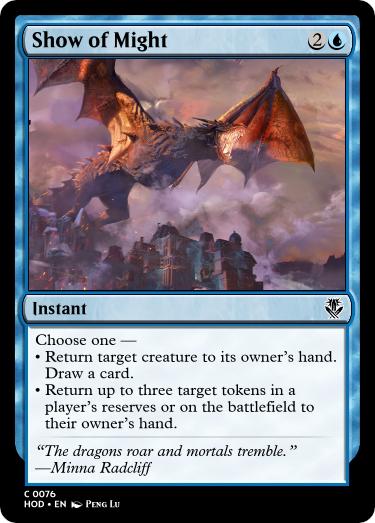 Show of Might
2
Instant
Choose one —
• Return target creature to its owner's hand.
Draw a card.
• Return up to three target tokens in a
player's reserves or on the battlefield to
their owner's hand.
"The dragons roar and mortals tremble."
—Minna Radcliff
C 0076
HOD • EN Peng Lu